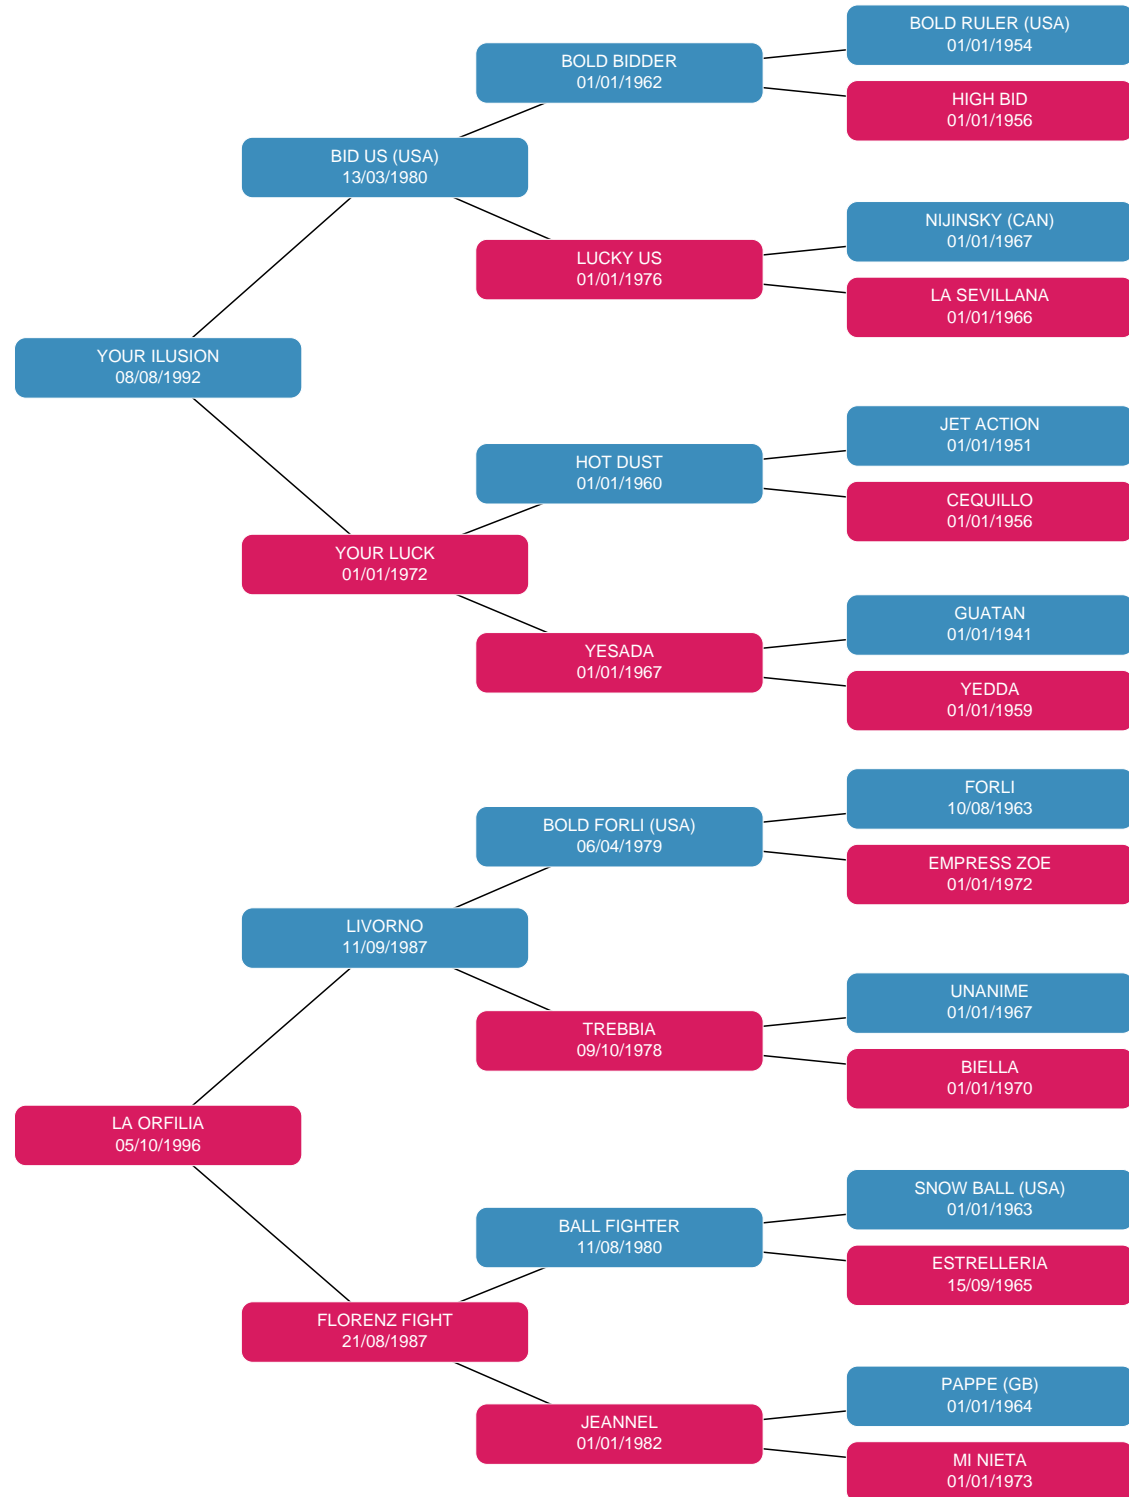 BOLD RULER (USA)
01/01/1954
BOLD BIDDER
01/01/1962
HIGH BID
01/01/1956
BID US (USA)
13/03/1980
NIJINSKY (CAN)
01/01/1967
LUCKY US
01/01/1976
LA SEVILLANA
01/01/1966
YOUR ILUSION
08/08/1992
JET ACTION
01/01/1951
HOT DUST
01/01/1960
CEQUILLO
01/01/1956
YOUR LUCK
01/01/1972
GUATAN
01/01/1941
YESADA
01/01/1967
YEDDA
01/01/1959
FORLI
10/08/1963
BOLD FORLI (USA)
06/04/1979
EMPRESS ZOE
01/01/1972
LIVORNO
11/09/1987
UNANIME
01/01/1967
TREBBIA
09/10/1978
BIELLA
01/01/1970
LA ORFILIA
05/10/1996
SNOW BALL (USA)
01/01/1963
BALL FIGHTER
11/08/1980
ESTRELLERIA
15/09/1965
FLORENZ FIGHT
21/08/1987
PAPPE (GB)
01/01/1964
JEANNEL
01/01/1982
MI NIETA
01/01/1973